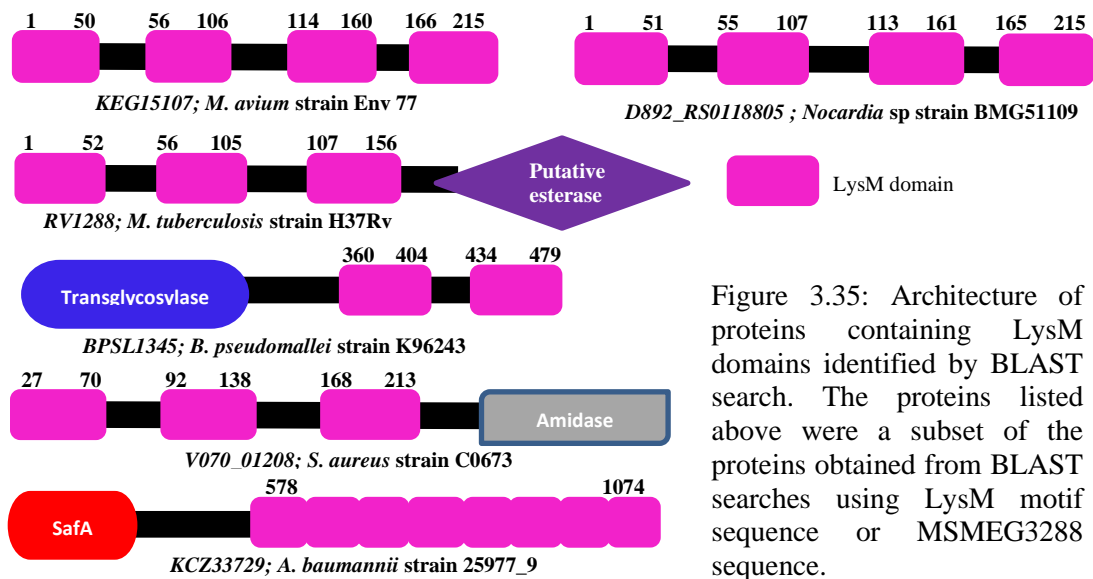 1 50 56 106 114 160 166 215
KEG15107; M. avium strain Env 77
1 51 55 107 113 161 165 215
D892_RS0118805 ; Nocardia sp strain BMG51109
1 52 56 105 107 156
Putative
esterase
RV1288; M. tuberculosis strain H37Rv
LysM domain
360 404 434 479
Transglycosylase
BPSL1345; B. pseudomallei strain K96243
27 70 92 138 168 213
Amidase
V070_01208; S. aureus strain C0673
578 1074
SafA
KCZ33729; A. baumannii strain 25977_9
Figure 3.35: Architecture of
proteins containing LysM
domains identified by BLAST
search. The proteins listed
above were a subset of the
proteins obtained from BLAST
searches using LysM motif
sequence or MSMEG3288
sequence.